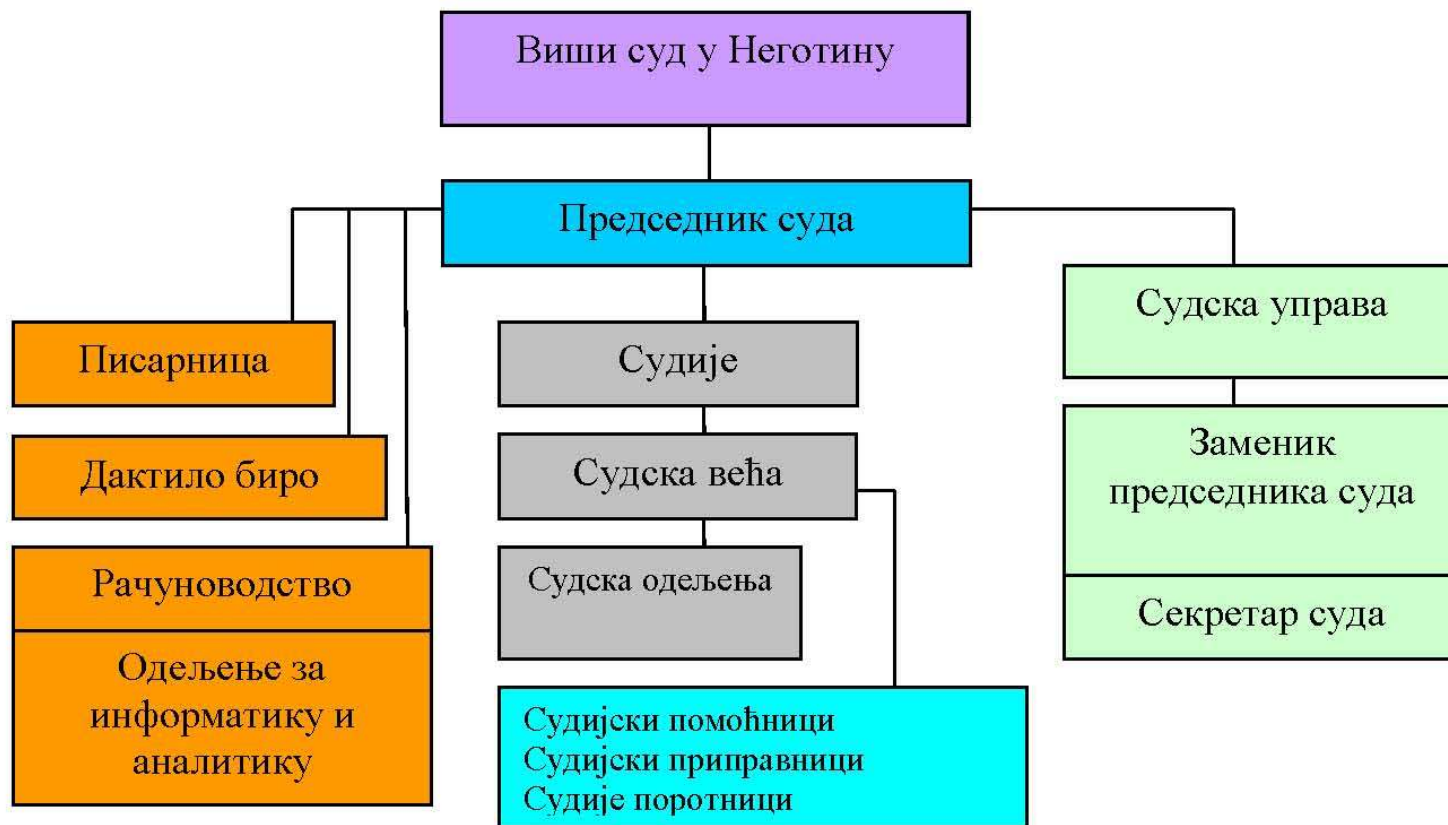 Виши суд у Неготину
Председник суда
Писарница
Дактило биро
Рачуноводство
Одељење за
информатику и
аналитику
Судије
Судска већа
Судска одељења
Судијски помоћници
Судијски приправници
Судије поротници
Судска управа
Заменик
председника суда
Секретар суда